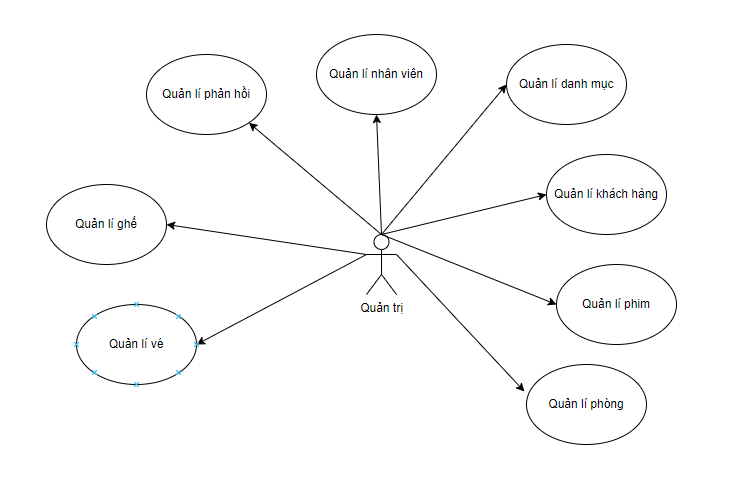 Quản lí nhân viên
Quản lí danh mục
Quản lí phản hồi
Quản lí khách hàng
Quản lí ghế
Quản lí phim
Quản trị
Quản lí vé
Quản lí phòng